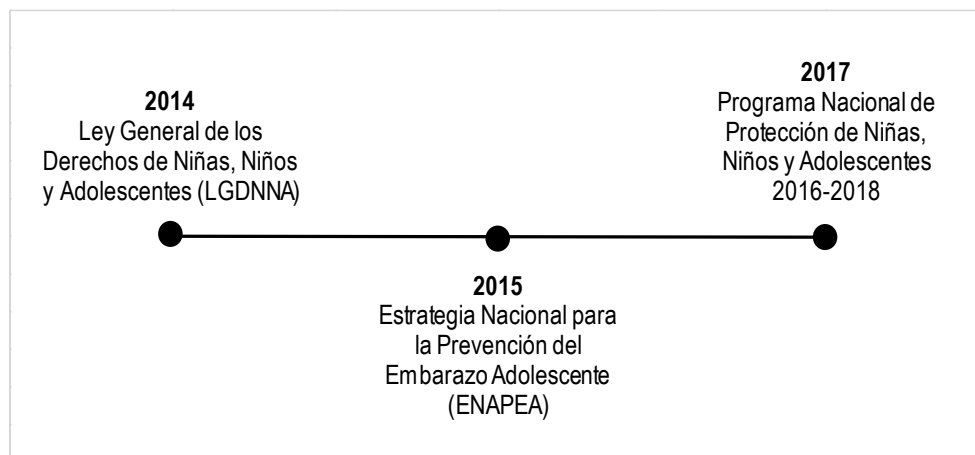 2014
Ley General de los
Derechos de Niñas, Niños
y Adolescentes (LGDNNA)
2015
Estrategia Nacional para
la Prevención del
Embarazo Adolescente
(ENAPEA)
2017
Programa Nacional de
Protección de Niñas,
Niños y Adolescentes
2016-2018